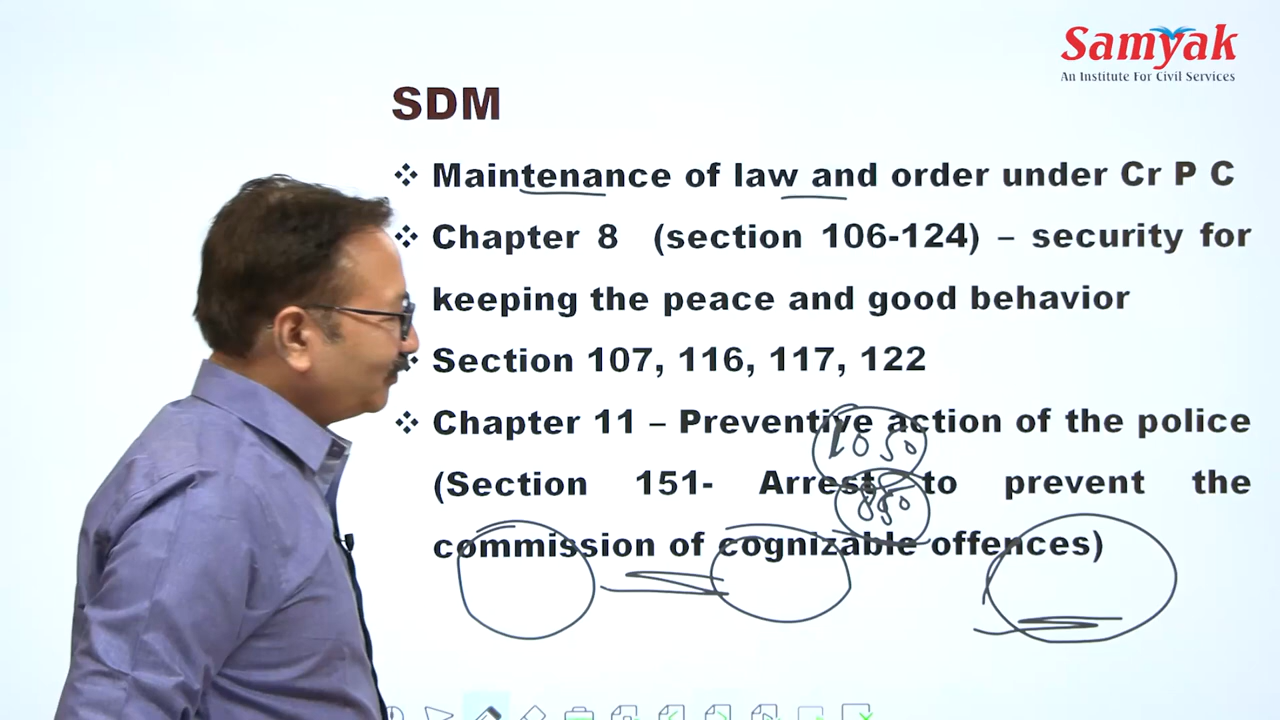 Samyak
An Institute For Civil Services
SDM
Maintenance of law and order under Cr P C
Chapter 8 (section 106-124) – security for
keeping the peace and good behavior
Section 107, 116, 117, 122
Chapter 11 – Preventive action of the police
1050
(Section 151- Arrest to prevent the
850
commission of cognizable offences)